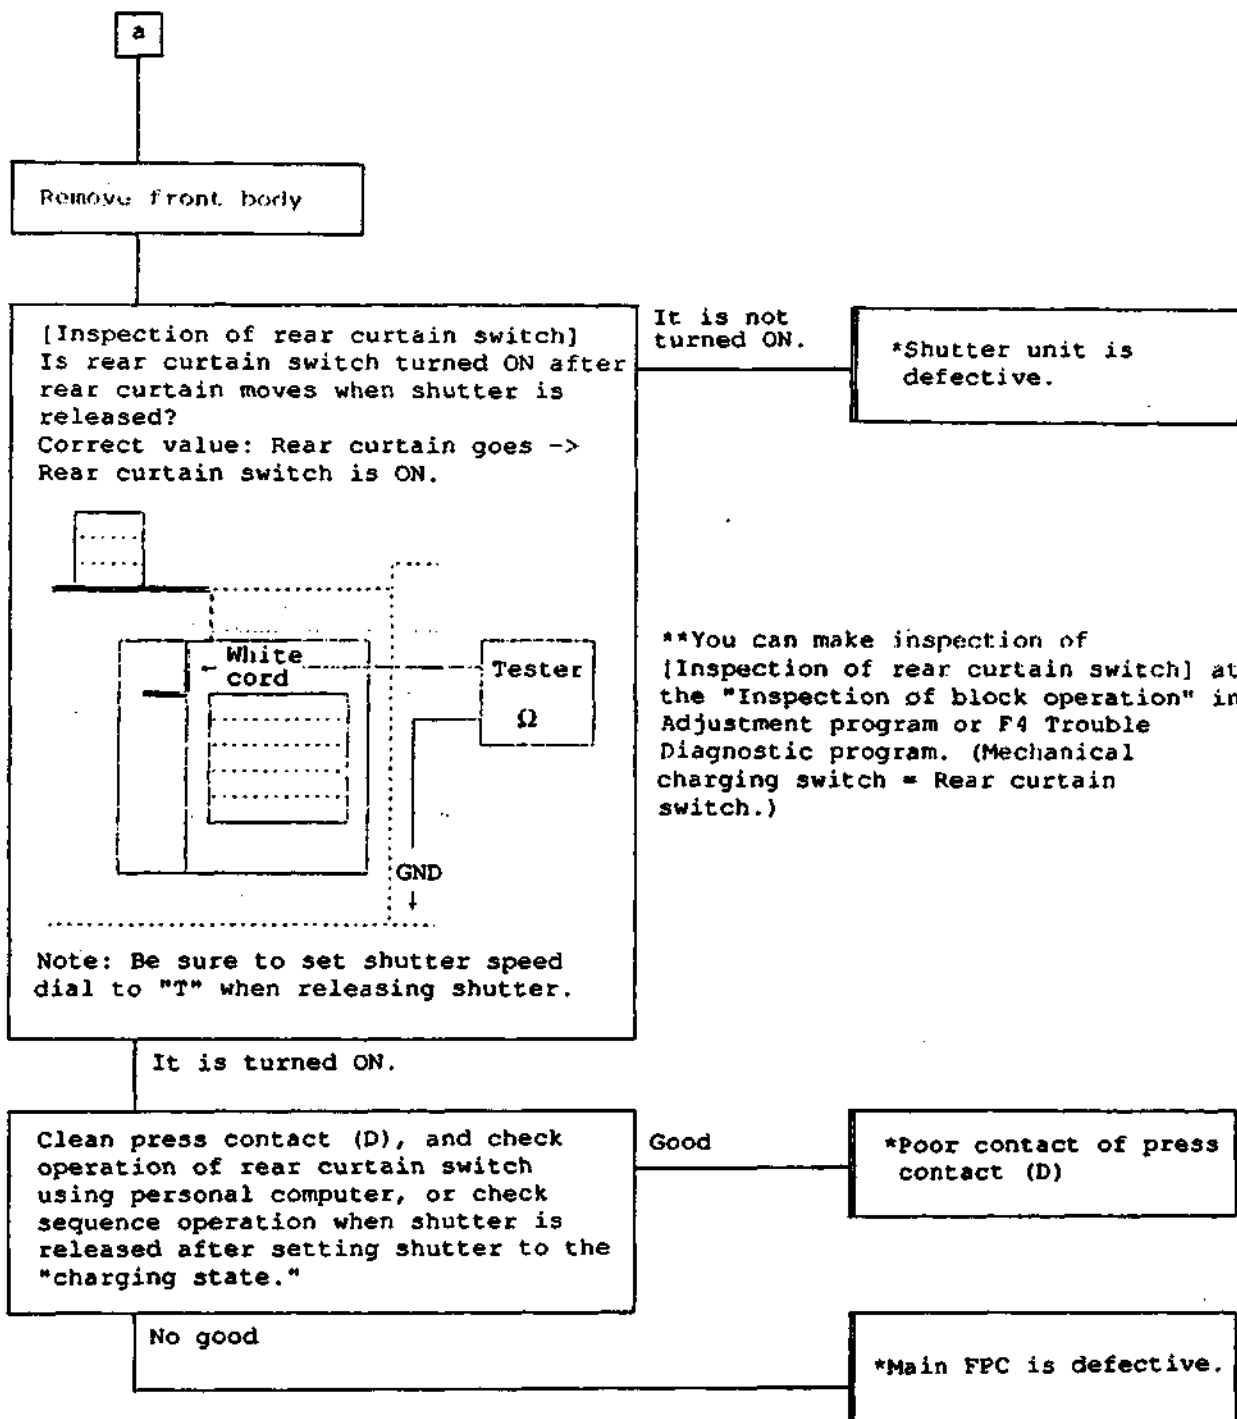 a
Remove front body
[Inspection of rear curtain switch]
Is rear curtain switch turned ON after
rear curtain moves when shutter is
released?
Correct value: Rear curtain goes ->
Rear curtain switch is ON.
White
cord
Tester
Ω
GND
Note: Be sure to set shutter speed
dial to "T" when releasing shutter.
It is not
turned ON.
*Shutter unit is
defective.
**You can make inspection of
[Inspection of rear curtain switch] at
the "Inspection of block operation" in
Adjustment program or F4 Trouble
Diagnostic program. (Mechanical
charging switch = Rear curtain
switch.)
It is turned ON.
Clean press contact (D), and check
operation of rear curtain switch
using personal computer, or check
sequence operation when shutter is
released after setting shutter to the
"charging state."
Good
*Poor contact of press
contact (D)
No good
*Main FPC is defective.